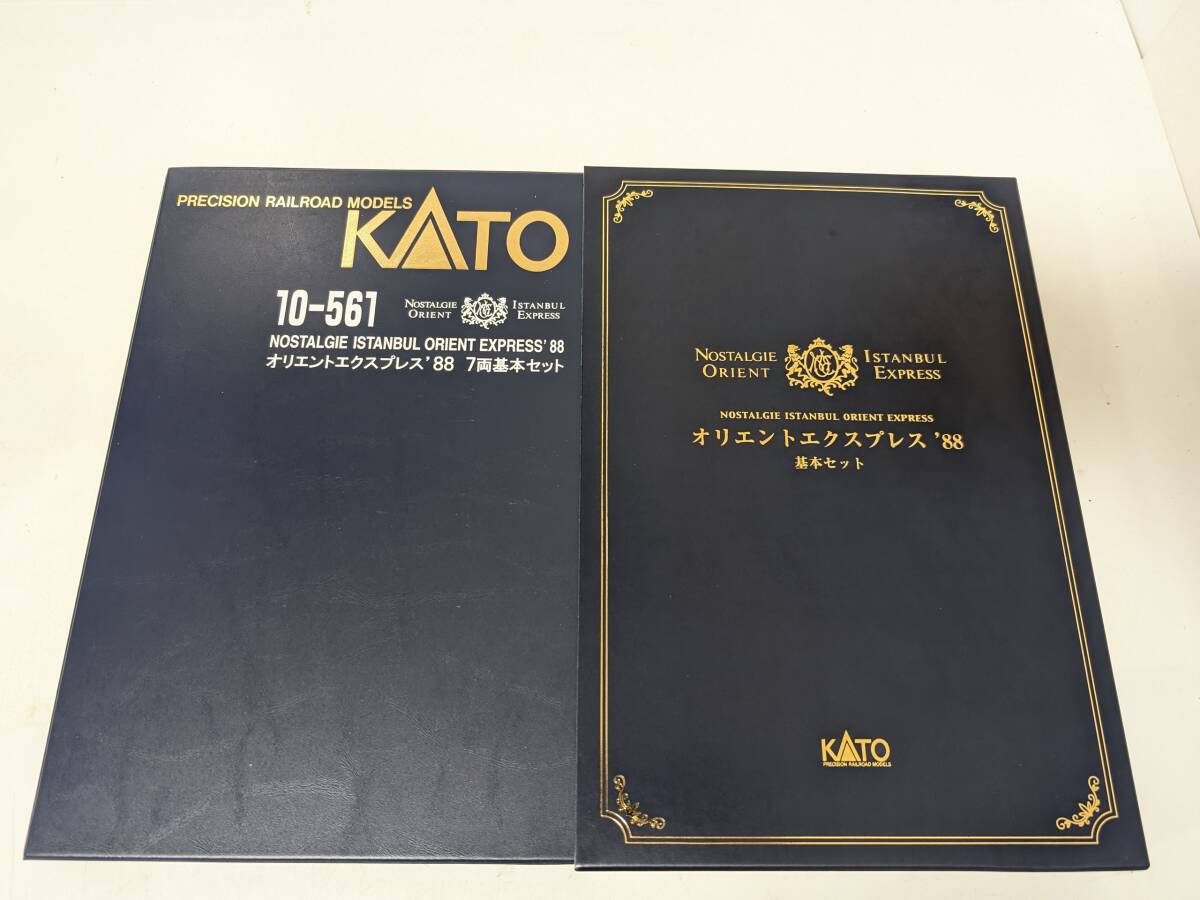 PRECISION RAILROAD MODELS
KATO
10-561
NOSTALGIE ISTANBUL
ORIENT EXPRESS
NOSTALGIE ISTANBUL ORIENT EXPRESS'88
オリエントエクスプレス'88 7両基本セット
NOSTALGIE ISTANBUL
ORIENT EXPRESS
NOSTALGIE ISTANBUL ORIENT EXPRESS
オリエントエクスプレス'88
基本セット
KATO
PRECISION RAILROAD MODELS